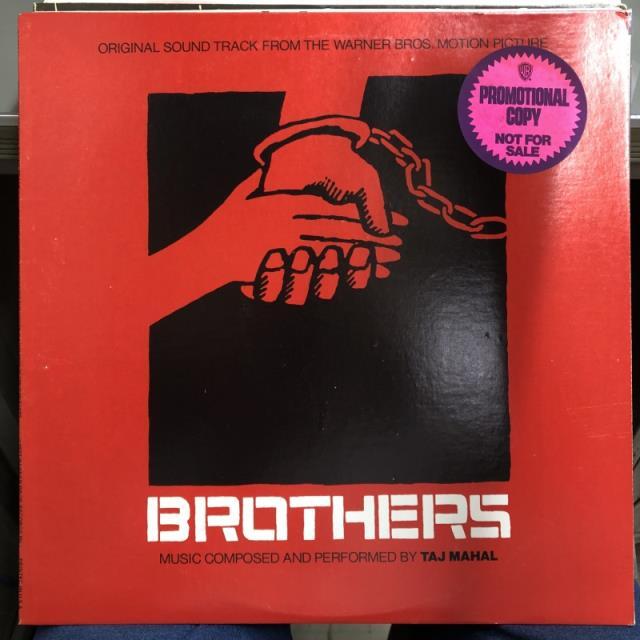 ORIGINAL SOUND TRACK FROM THE WARNER BROS. MOTION PICTURE
PROMOTIONAL
COPY
NOT FOR
SALE
BROTHERS
MUSIC COMPOSED AND PERFORMED BY TAJ MAHAL